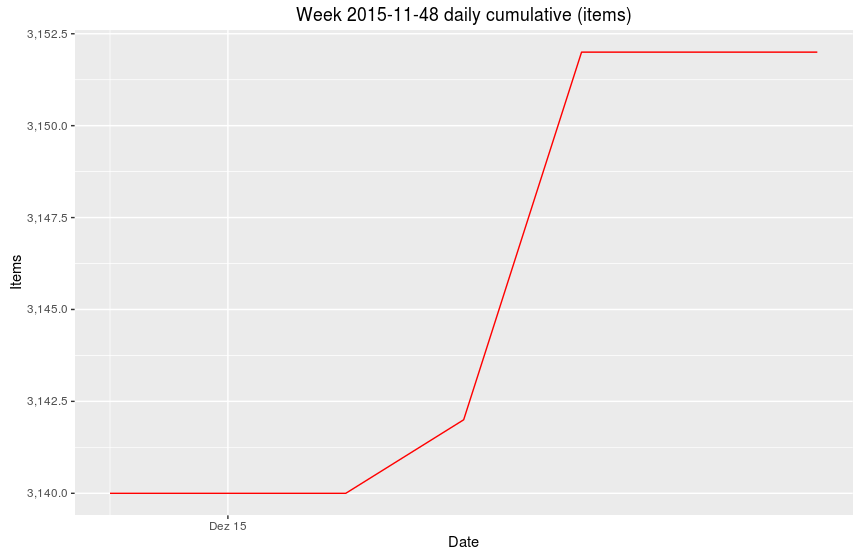 Week 2015-11-48 daily cumulative (items)
3,152.5
3,150.0
3,147.5
3,145.0
3,142.5
3,140.0
Items
Dez 15
Date